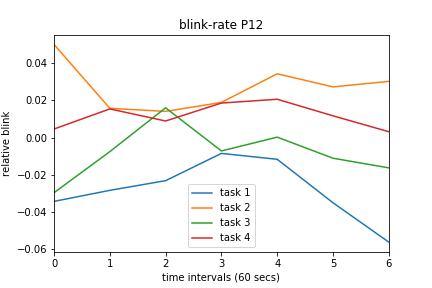 blink-rate P12
relative blink
0.04
0.02
0.00
−0.02
−0.04
−0.06
task 1
task 2
task 3
task 4
0 1 2 3 4 5 6
time intervals (60 secs)